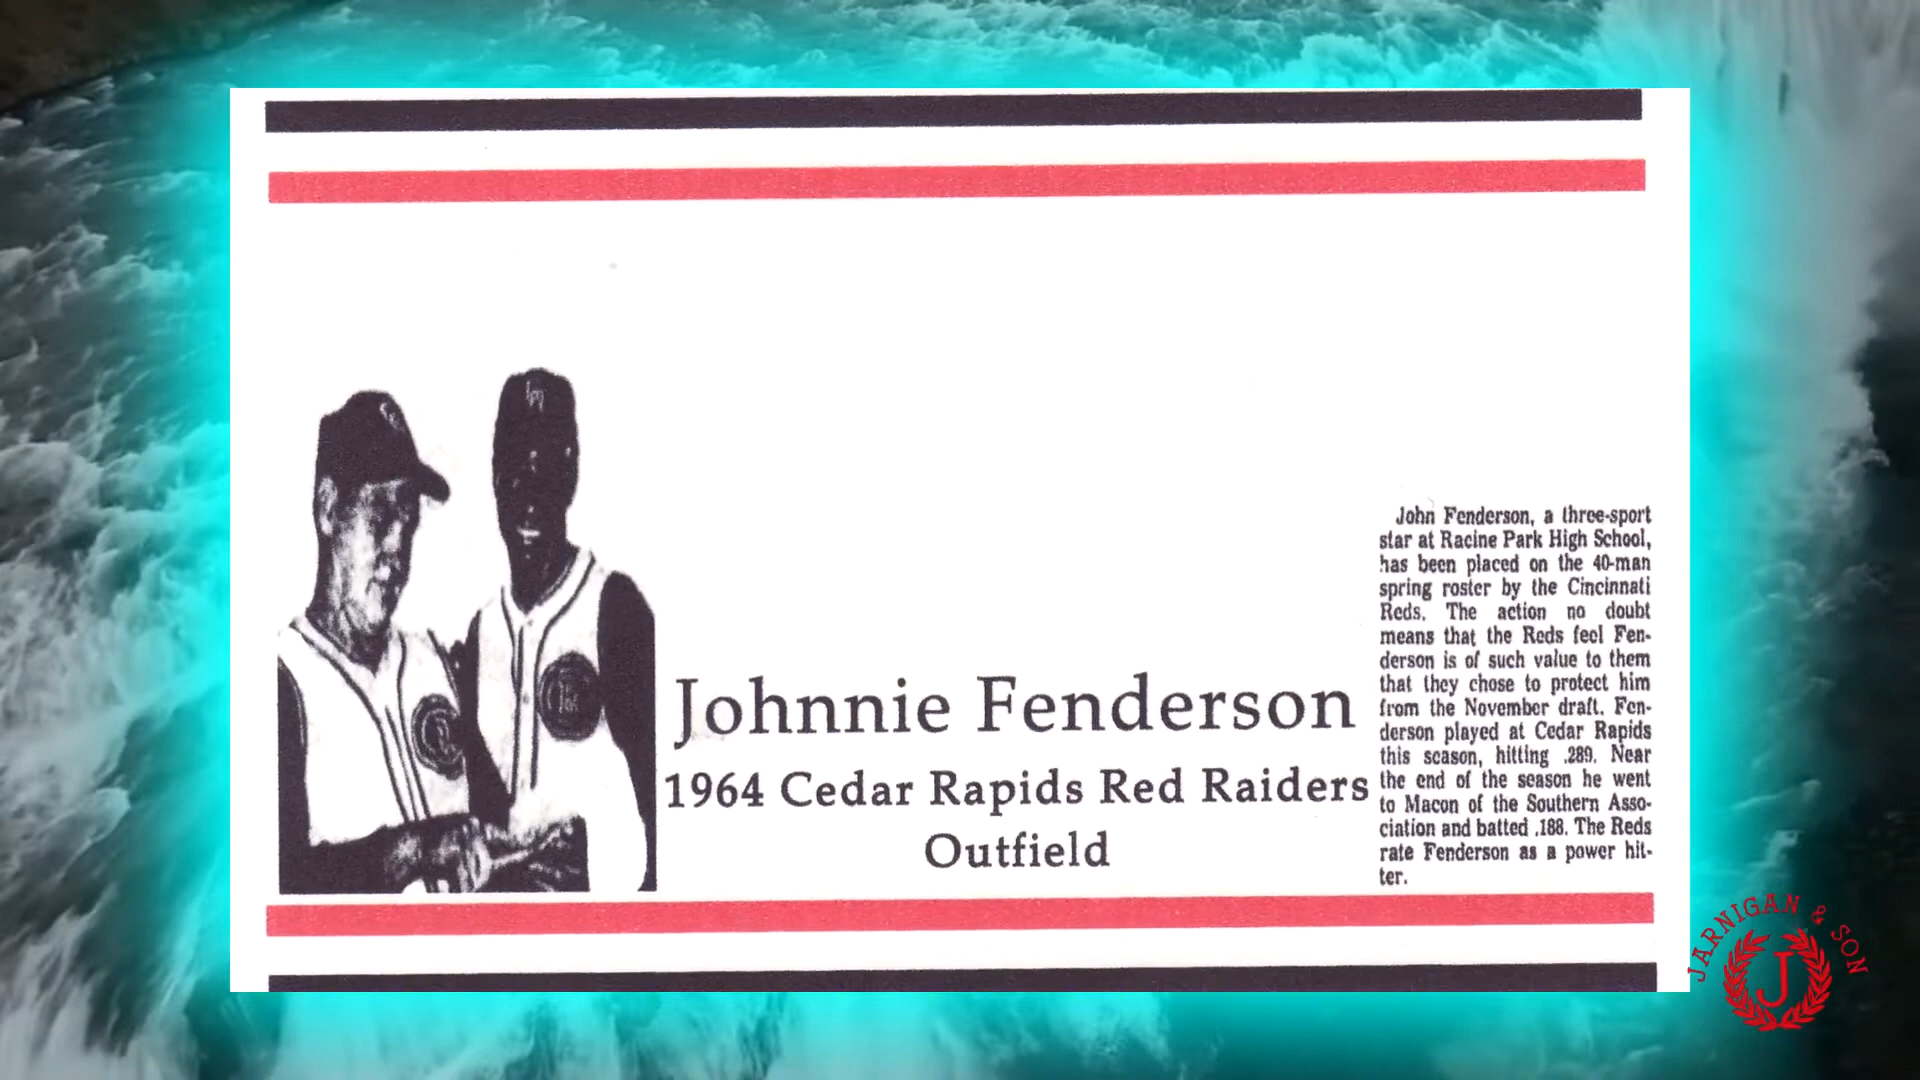 Johnnie Fenderson
1964 Cedar Rapids Red Raiders
Outfield
John Fenderson, a three-sport
star at Racine Park High School,
has been placed on the 40-man
spring roster by the Cincinnati
Reds. The action no doubt
means that the Reds feel Fen-
derson is of such value to them
that they chose to protect him
from the November draft. Fen-
derson played at Cedar Rapids
this season, hitting .289. Near
the end of the season he went
to Macon of the Southern Asso-
ciation and batted .188. The Reds
rate Fenderson as a power hit-
ter.
JARNIGAN & SON
J